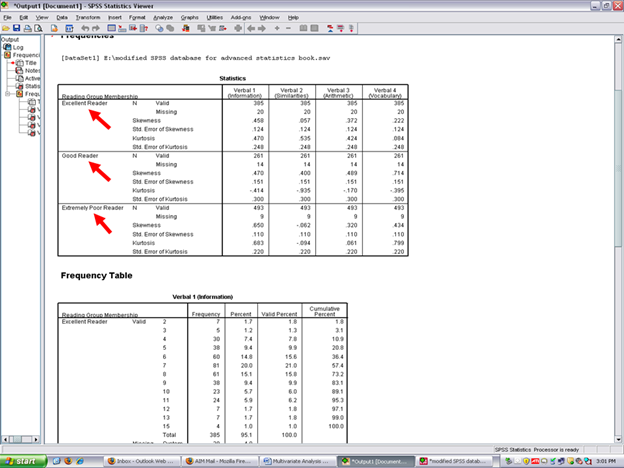 *Output1 [Document1] - SPSS Statistics Viewer
File Edit View Data Transform Insert Format Analyze Graphs Utilities Add-ons Window Help
Output
Log
Frequenci
Title
Notes
Active
Statis
Frequ
Frequencies
[DataSet1] E:\modified SPSS database for advanced statistics book.sav
Statistics
Reading Group Membership Verbal 1 (Information) Verbal 2 (Similarities) Verbal 3 (Arithmetic) Verbal 4 (Vocabulary)
Excellent Reader N Valid 385 385 385 385
Missing 20 20 20 20
Skewness .458 .057 .372 .222
Std. Error of Skewness .124 .124 .124 .124
Kurtosis .470 .535 .424 .084
Std. Error of Kurtosis .248 .248 .248 .248
Good Reader N Valid 261 261 261 261
Missing 14 14 14 14
Skewness .470 .400 .489 .714
Std. Error of Skewness .151 .151 .151 .151
Kurtosis -.414 -.935 -.170 -.395
Std. Error of Kurtosis .300 .300 .300 .300
Extremely Poor Reader N Valid 493 493 493 493
Missing 9 9 9 9
Skewness .650 -.062 .320 .434
Std. Error of Skewness .110 .110 .110 .110
Kurtosis .683 -.094 .061 .799
Std. Error of Kurtosis .220 .220 .220 .220
Frequency Table
Verbal 1 (Information)
Reading Group Membership Frequency Percent Valid Percent Cumulative Percent
Excellent Reader Valid 2 7 1.7 1.8 1.8
3 5 1.2 1.3 3.1
4 30 7.4 7.8 10.9
5 38 9.4 9.9 20.8
6 60 14.8 15.6 36.4
7 81 20.0 21.0 57.4
8 61 15.1 15.8 73.2
9 38 9.4 9.9 83.1
10 23 5.7 6.0 89.1
11 24 5.9 6.2 95.3
12 7 1.7 1.8 97.1
13 7 1.7 1.8 99.0
15 4 1.0 1.0 100.0
Total 385 95.1 100.0
SPSS Statistics Processor is ready
start
Inbox - Outlook Web ...
AIM Mail - Mozilla Fire...
Multivariate Analysis ...
*Output1 [Document...
*modified SPSS datab...
3:01 PM